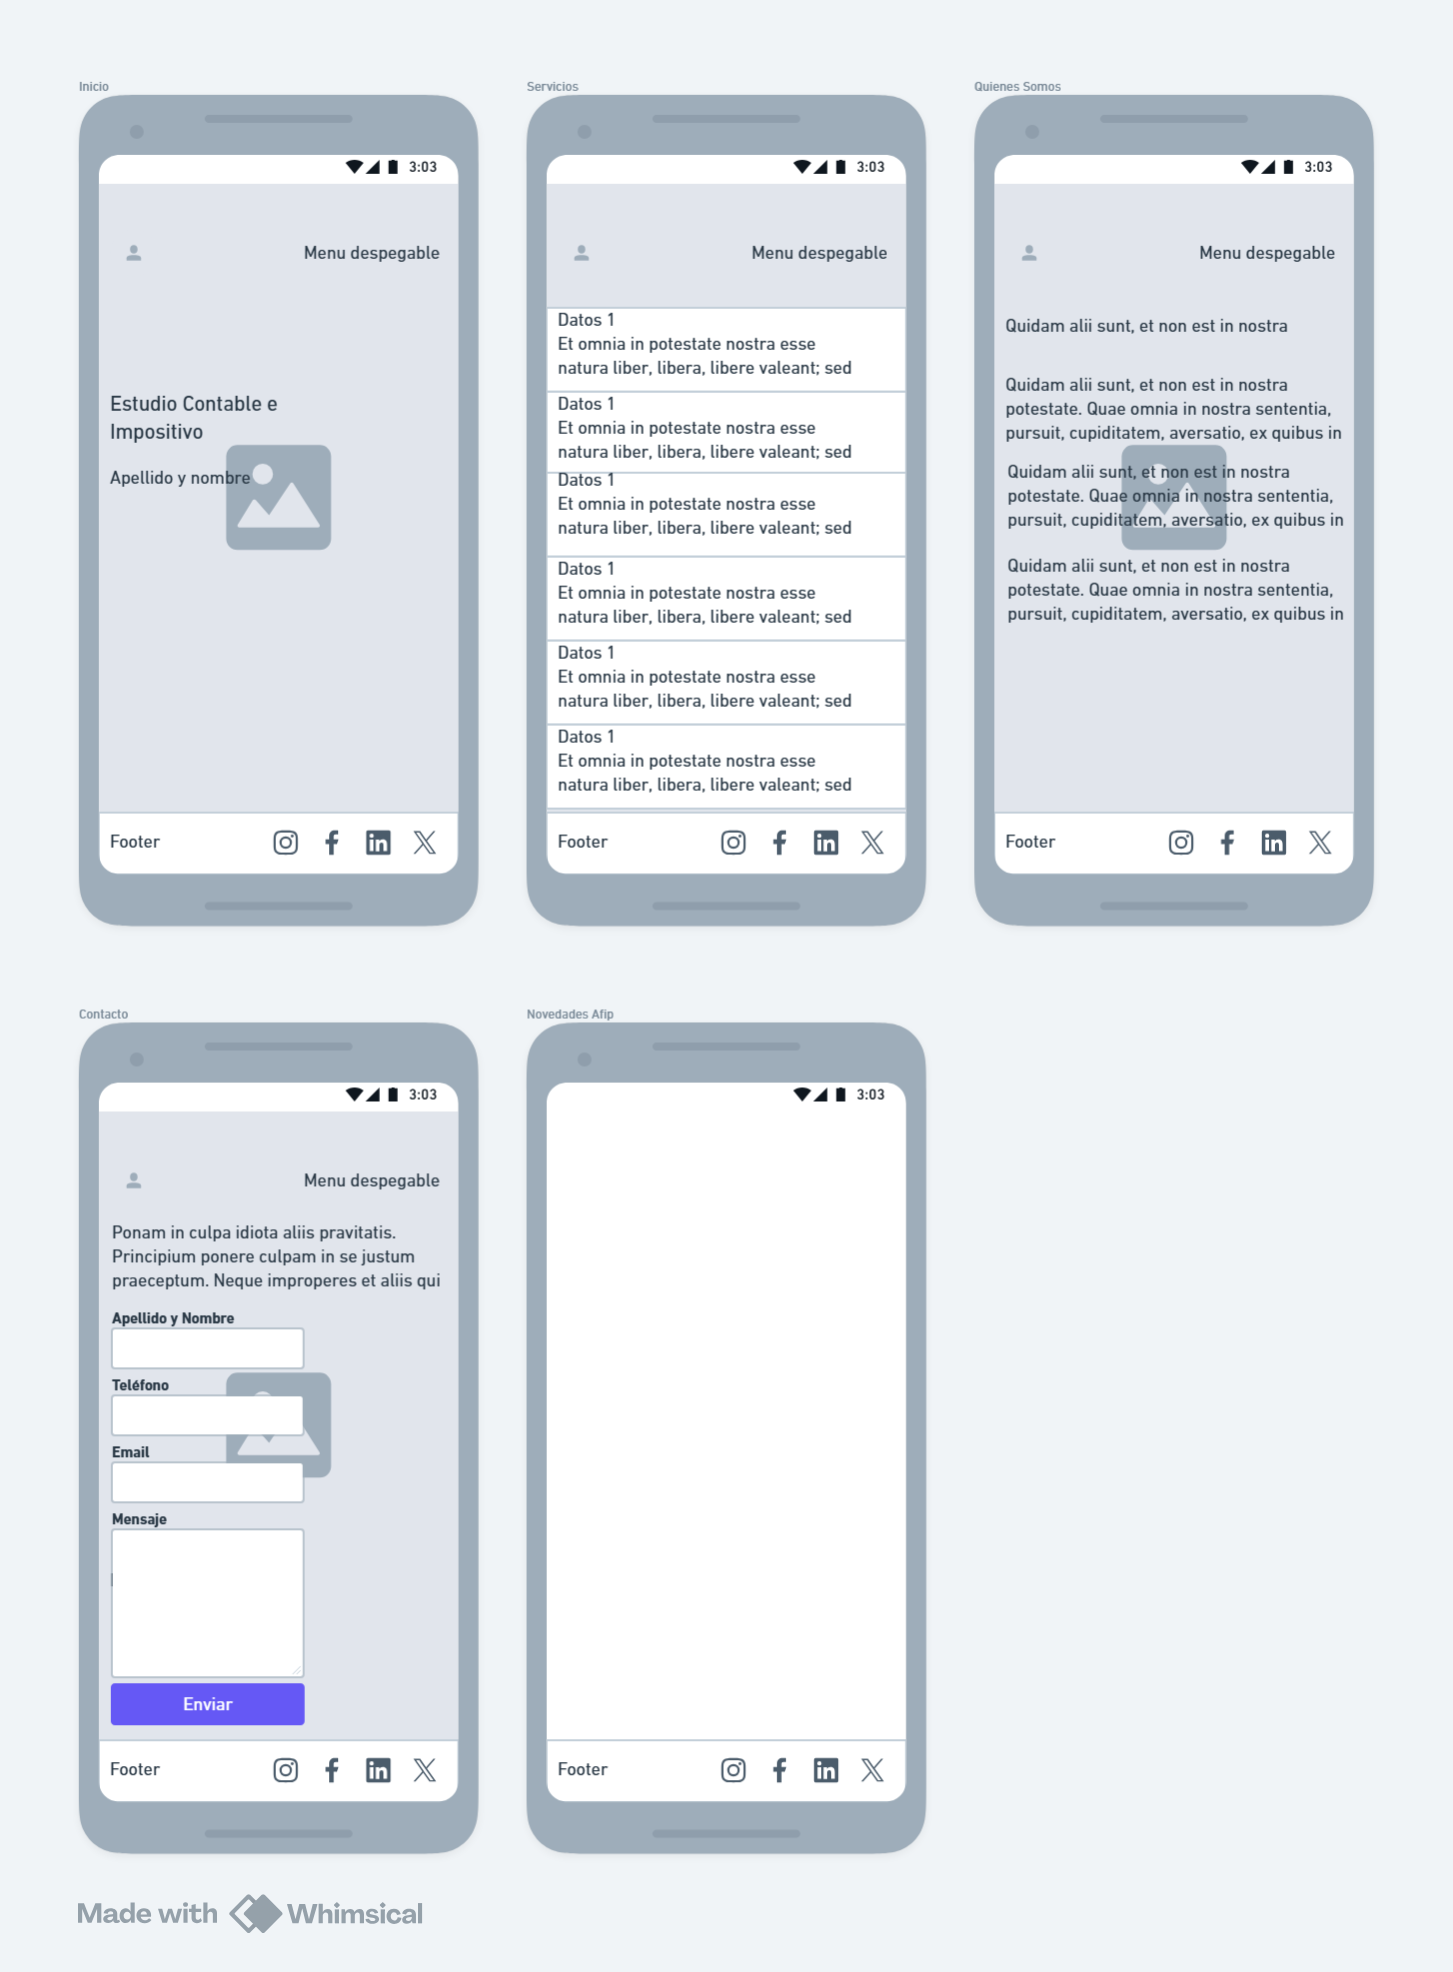 Inicio
3:03
Menu despegable
Estudio Contable e
Impositivo
Apellido y nombre
Footer
Servicios
3:03
Menu despegable
Datos 1
Et omnia in potestate nostra esse
natura liber, libera, libere valeant; sed
Datos 1
Et omnia in potestate nostra esse
natura liber, libera, libere valeant; sed
Datos 1
Et omnia in potestate nostra esse
natura liber, libera, libere valeant; sed
Datos 1
Et omnia in potestate nostra esse
natura liber, libera, libere valeant; sed
Datos 1
Et omnia in potestate nostra esse
natura liber, libera, libere valeant; sed
Datos 1
Et omnia in potestate nostra esse
natura liber, libera, libere valeant; sed
Footer
Quienes Somos
3:03
Menu despegable
Quidam alii sunt, et non est in nostra
Quidam alii sunt, et non est in nostra
potestate. Quae omnia in nostra sententia,
pursuit, cupiditatem, aversatio, ex quibus in
Quidam alii sunt, et non est in nostra
potestate. Quae omnia in nostra sententia,
pursuit, cupiditatem, aversatio, ex quibus in
Quidam alii sunt, et non est in nostra
potestate. Quae omnia in nostra sententia,
pursuit, cupiditatem, aversatio, ex quibus in
Footer
Contacto
3:03
Menu despegable
Ponam in culpa idiota aliis pravitatis.
Principium ponere culpam in se justum
praeceptum. Neque improperes et aliis qui
Apellido y Nombre
Teléfono
Email
Mensaje
Enviar
Footer
Novedades Afip
3:03
Footer
Made with Whimsical